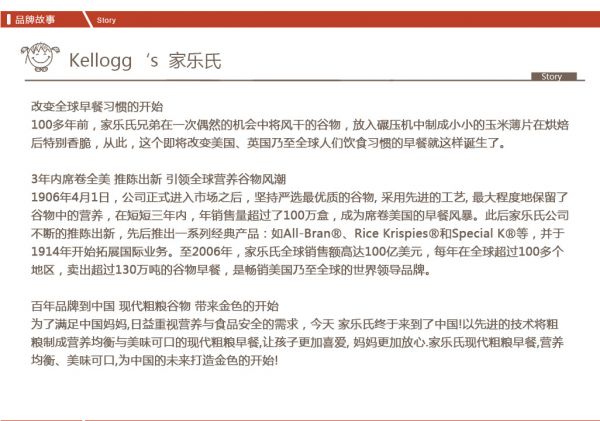 品牌故事 Story
Kellogg‘s 家乐氏
Story
改变全球早餐习惯的开始
100多年前，家乐氏兄弟在一次偶然的机会中将风干的谷物，放入碾压机中制成小小的玉米薄片在烘焙
后特别香脆，从此，这个即将改变美国、英国乃至全球人们饮食习惯的早餐就这样诞生了。
3年内席卷全美 推陈出新 引领全球营养谷物风潮
1906年4月1日，公司正式进入市场之后，坚持严选最优质的谷物, 采用先进的工艺, 最大程度地保留了
谷物中的营养，在短短三年内，年销售量超过了100万盒，成为席卷美国的早餐风暴。此后家乐氏公司
不断的推陈出新，先后推出一系列经典产品：如All-Bran®、Rice Krispies®和Special K®等，并于
1914年开始拓展国际业务。至2006年，家乐氏全球销售额高达100亿美元，每年在全球超过100多个
地区，卖出超过130万吨的谷物早餐，是畅销美国乃至全球的世界领导品牌。
百年品牌到中国 现代粗粮谷物 带来金色的开始
为了满足中国妈妈,日益重视营养与食品安全的需求，今天 家乐氏终于来到了中国!以先进的技术将粗
粮制成营养均衡与美味可口的现代粗粮早餐,让孩子更加喜爱, 妈妈更加放心.家乐氏现代粗粮早餐,营养
均衡、美味可口,为中国的未来打造金色的开始!